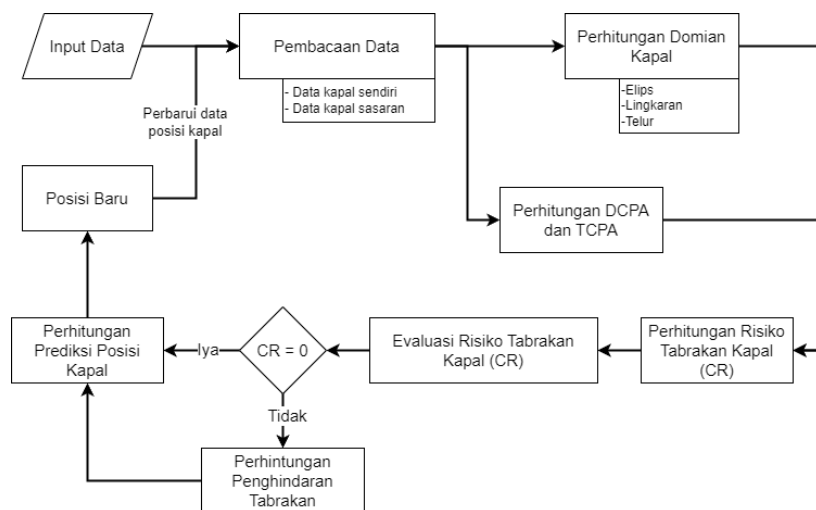 Input Data
Pembacaan Data
- Data kapal sendiri
- Data kapal sasaran
Perhitungan Domian
Kapal
-Elips
-Lingkaran
-Telur
Perbarui data
posisi kapal
Posisi Baru
Perhitungan DCPA
dan TCPA
Perhitungan
Prediksi Posisi
Kapal
Iya
CR = 0
Evaluasi Risiko Tabrakan
Kapal (CR)
Perhitungan Risiko
Tabrakan Kapal
(CR)
Tidak
Perhintungan
Penghindaran
Tabrakan